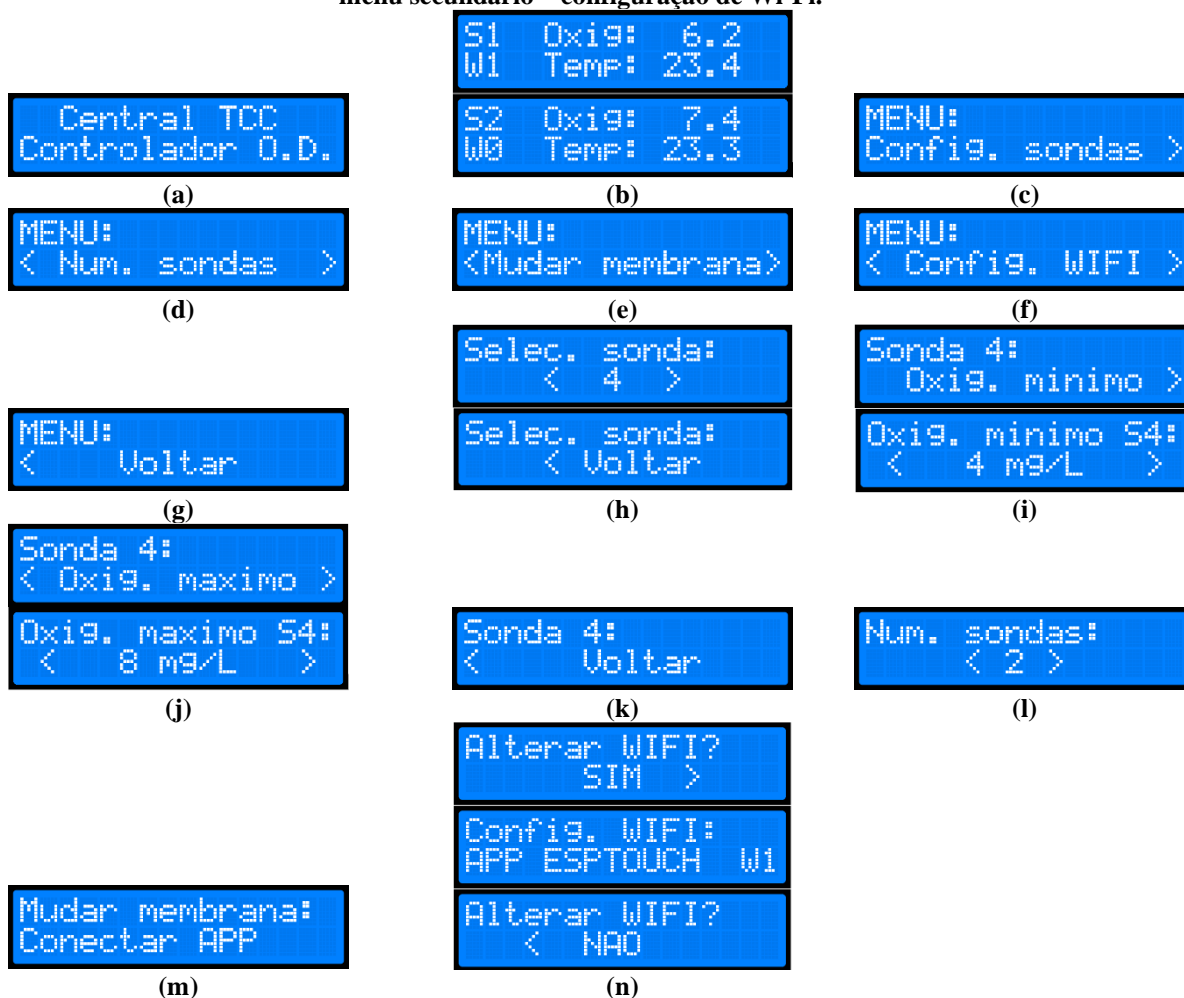 menu secundário – configuração de Wi-Fi.
S1 Oxig: 6.2
W1 Temp: 23.4
Central TCC
Controlador O.D.
S2 Oxig: 7.4
W0 Temp: 23.3
MENU:
Config. sondas >
(a)
(b)
(c)
MENU:
< Num. sondas >
MENU:
<Mudar membrana>
MENU:
< Config. WIFI >
(d)
(e)
(f)
Selec. sonda:
< 4 >
Sonda 4:
Oxig. minimo >
MENU:
< Voltar
Selec. sonda:
< Voltar
Oxig. minimo S4:
< 4 mg/L >
(g)
(h)
(i)
Sonda 4:
< Oxig. maximo >
Oxig. maximo S4:
< 8 mg/L >
Sonda 4:
< Voltar
Num. sondas:
< 2 >
(j)
(k)
(l)
Alterar WIFI?
SIM >
Config. WIFI:
APP ESPTOUCH W1
Mudar membrana:
Conectar APP
Alterar WIFI?
< NAO
(m)
(n)